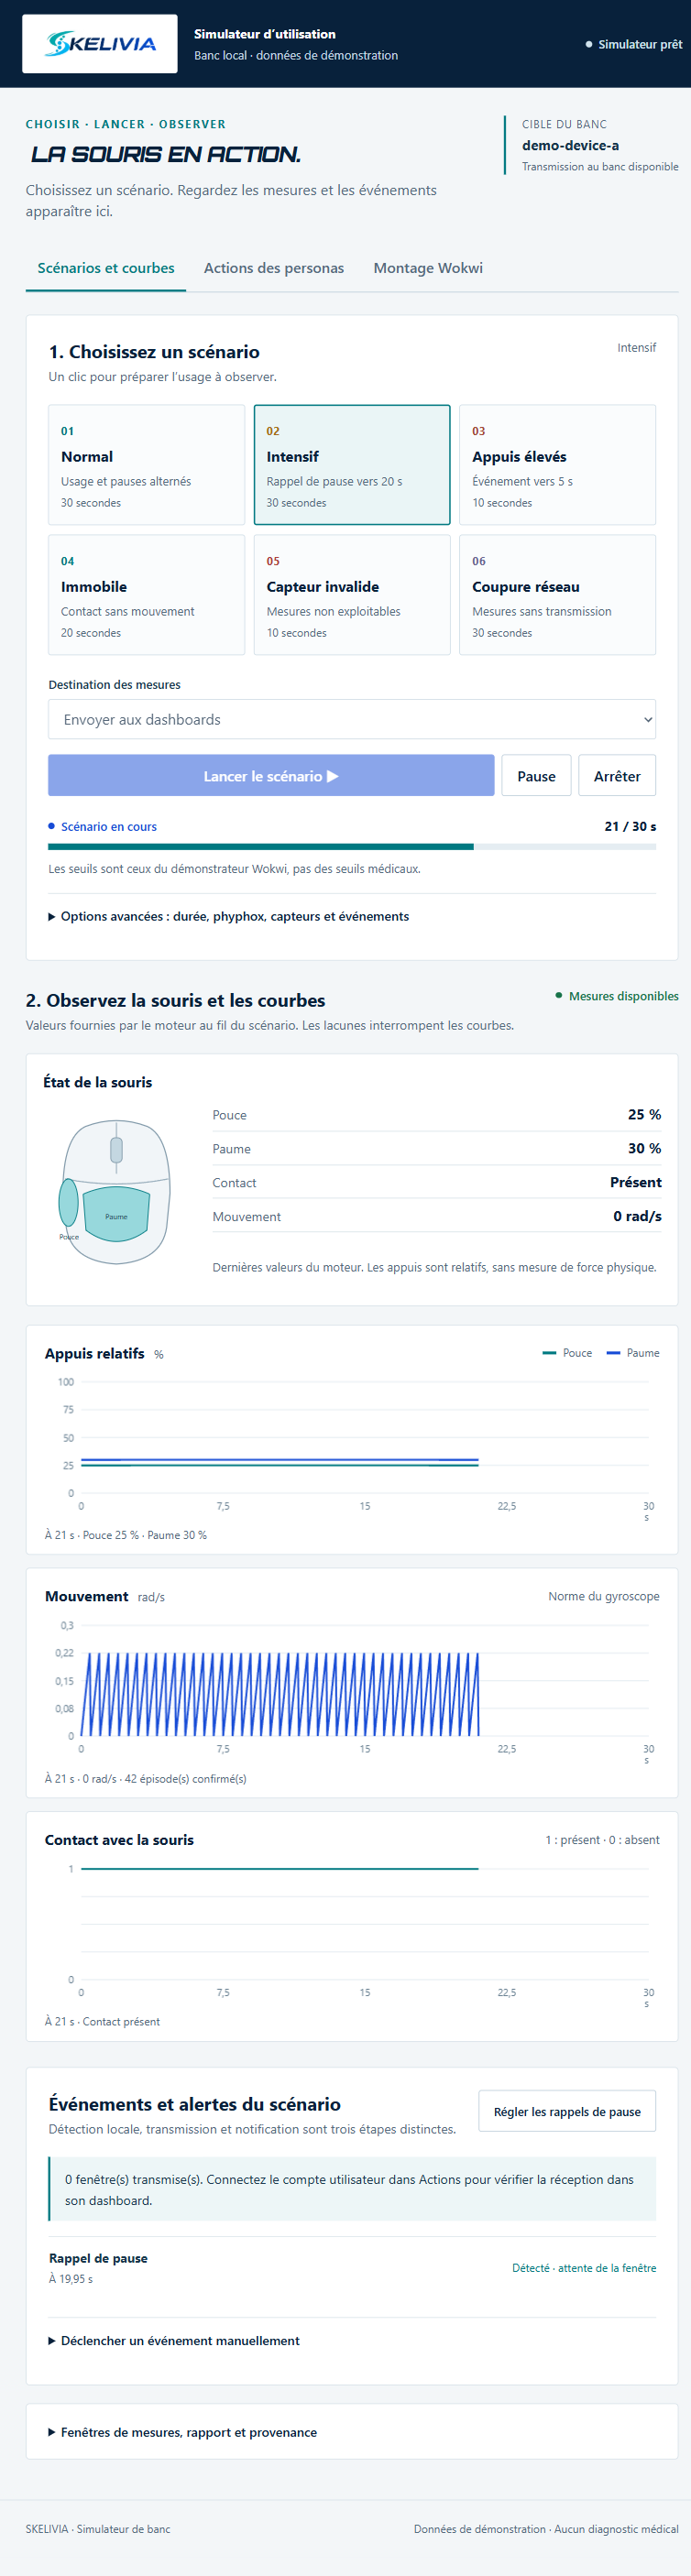 SKELIVIA
Simulateur d'utilisation
Banc local · données de démonstration
Simulateur prêt
CHOISIR · LANCER · OBSERVER
LA SOURIS EN ACTION.
Choisissez un scénario. Regardez les mesures et les événements
apparaître ici.
CIBLE DU BANC
demo-device-a
Transmission au banc disponible
Scénarios et courbes
Actions des personas
Montage Wokwi
1. Choisissez un scénario
Intensif
Un clic pour préparer l'usage à observer.
01
Normal
Usage et pauses alternés
30 secondes
02
Intensif
Rappel de pause vers 20 s
30 secondes
03
Appuis élevés
Événement vers 5 s
10 secondes
04
Immobile
Contact sans mouvement
20 secondes
05
Capteur invalide
Mesures non exploitables
10 secondes
06
Coupure réseau
Mesures sans transmission
30 secondes
Destination des mesures
Envoyer aux dashboards
Lancer le scénario ▶
Pause
Arrêter
Scénario en cours
21 / 30 s
Les seuils sont ceux du démonstrateur Wokwi, pas des seuils médicaux.
▶ Options avancées : durée, phyphox, capteurs et événements
2. Observez la souris et les courbes
Mesures disponibles
Valeurs fournies par le moteur au fil du scénario. Les lacunes interrompent les courbes.
État de la souris
Paume
Pouce
Pouce 25 %
Paume 30 %
Contact Présent
Mouvement 0 rad/s
Dernières valeurs du moteur. Les appuis sont relatifs, sans mesure de force physique.
Appuis relatifs %
Pouce Paume
100
75
50
25
0
0 7,5 15 22,5 30
s
À 21 s · Pouce 25 % · Paume 30 %
Mouvement rad/s
Norme du gyroscope
0,3
0,22
0,15
0,08
0
0 7,5 15 22,5 30
s
À 21 s · 0 rad/s · 42 épisode(s) confirmé(s)
Contact avec la souris
1 : présent · 0 : absent
1
0
0 7,5 15 22,5 30
s
À 21 s · Contact présent
Événements et alertes du scénario
Détection locale, transmission et notification sont trois étapes distinctes.
Régler les rappels de pause
0 fenêtre(s) transmise(s). Connectez le compte utilisateur dans Actions pour vérifier la réception dans
son dashboard.
Rappel de pause
À 19,95 s
Détecté · attente de la fenêtre
▶ Déclencher un événement manuellement
▶ Fenêtres de mesures, rapport et provenance
SKELIVIA · Simulateur de banc
Données de démonstration · Aucun diagnostic médical